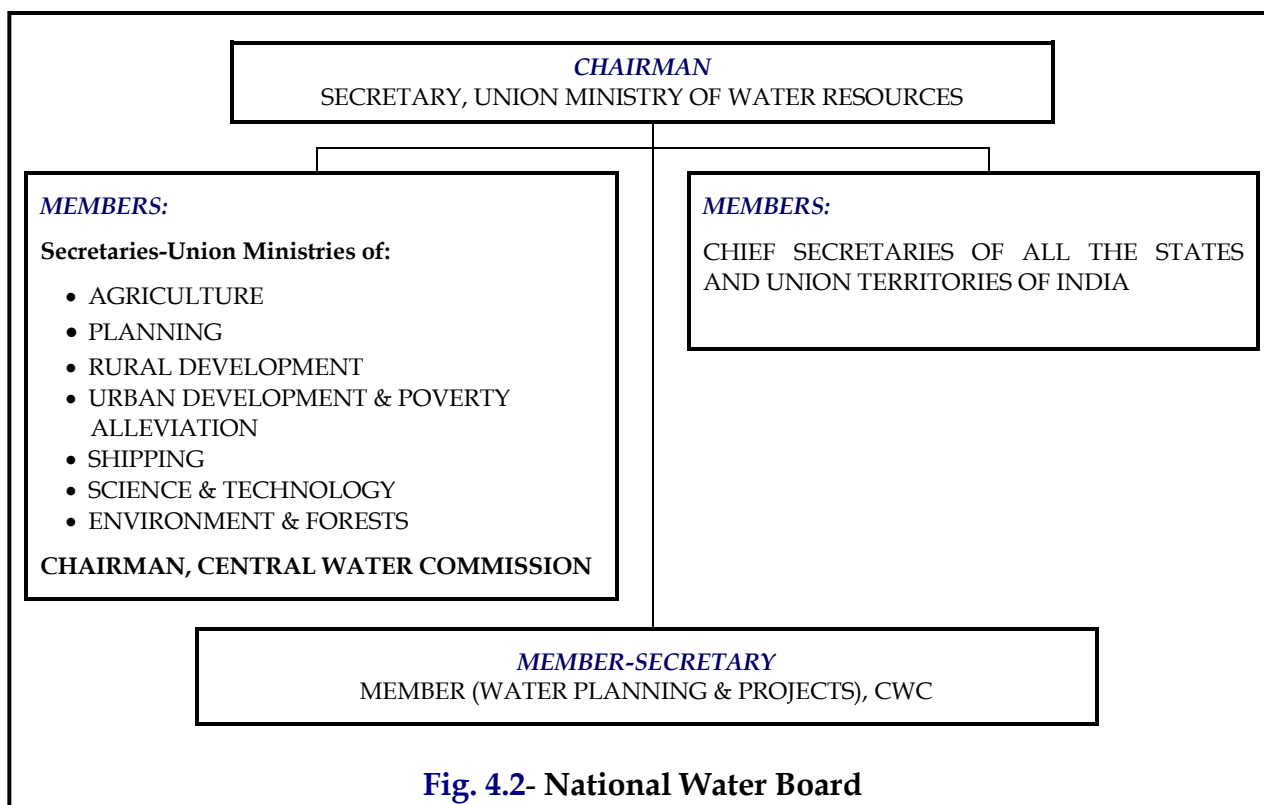 CHAIRMAN
SECRETARY, UNION MINISTRY OF WATER RESOURCES
MEMBERS:
Secretaries-Union Ministries of:
• AGRICULTURE
• PLANNING
• RURAL DEVELOPMENT
• URBAN DEVELOPMENT & POVERTY
ALLEVIATION
• SHIPPING
• SCIENCE & TECHNOLOGY
• ENVIRONMENT & FORESTS
CHAIRMAN, CENTRAL WATER COMMISSION
MEMBERS:
CHIEF SECRETARIES OF ALL THE STATES
AND UNION TERRITORIES OF INDIA
MEMBER-SECRETARY
MEMBER (WATER PLANNING & PROJECTS), CWC
Fig. 4.2- National Water Board